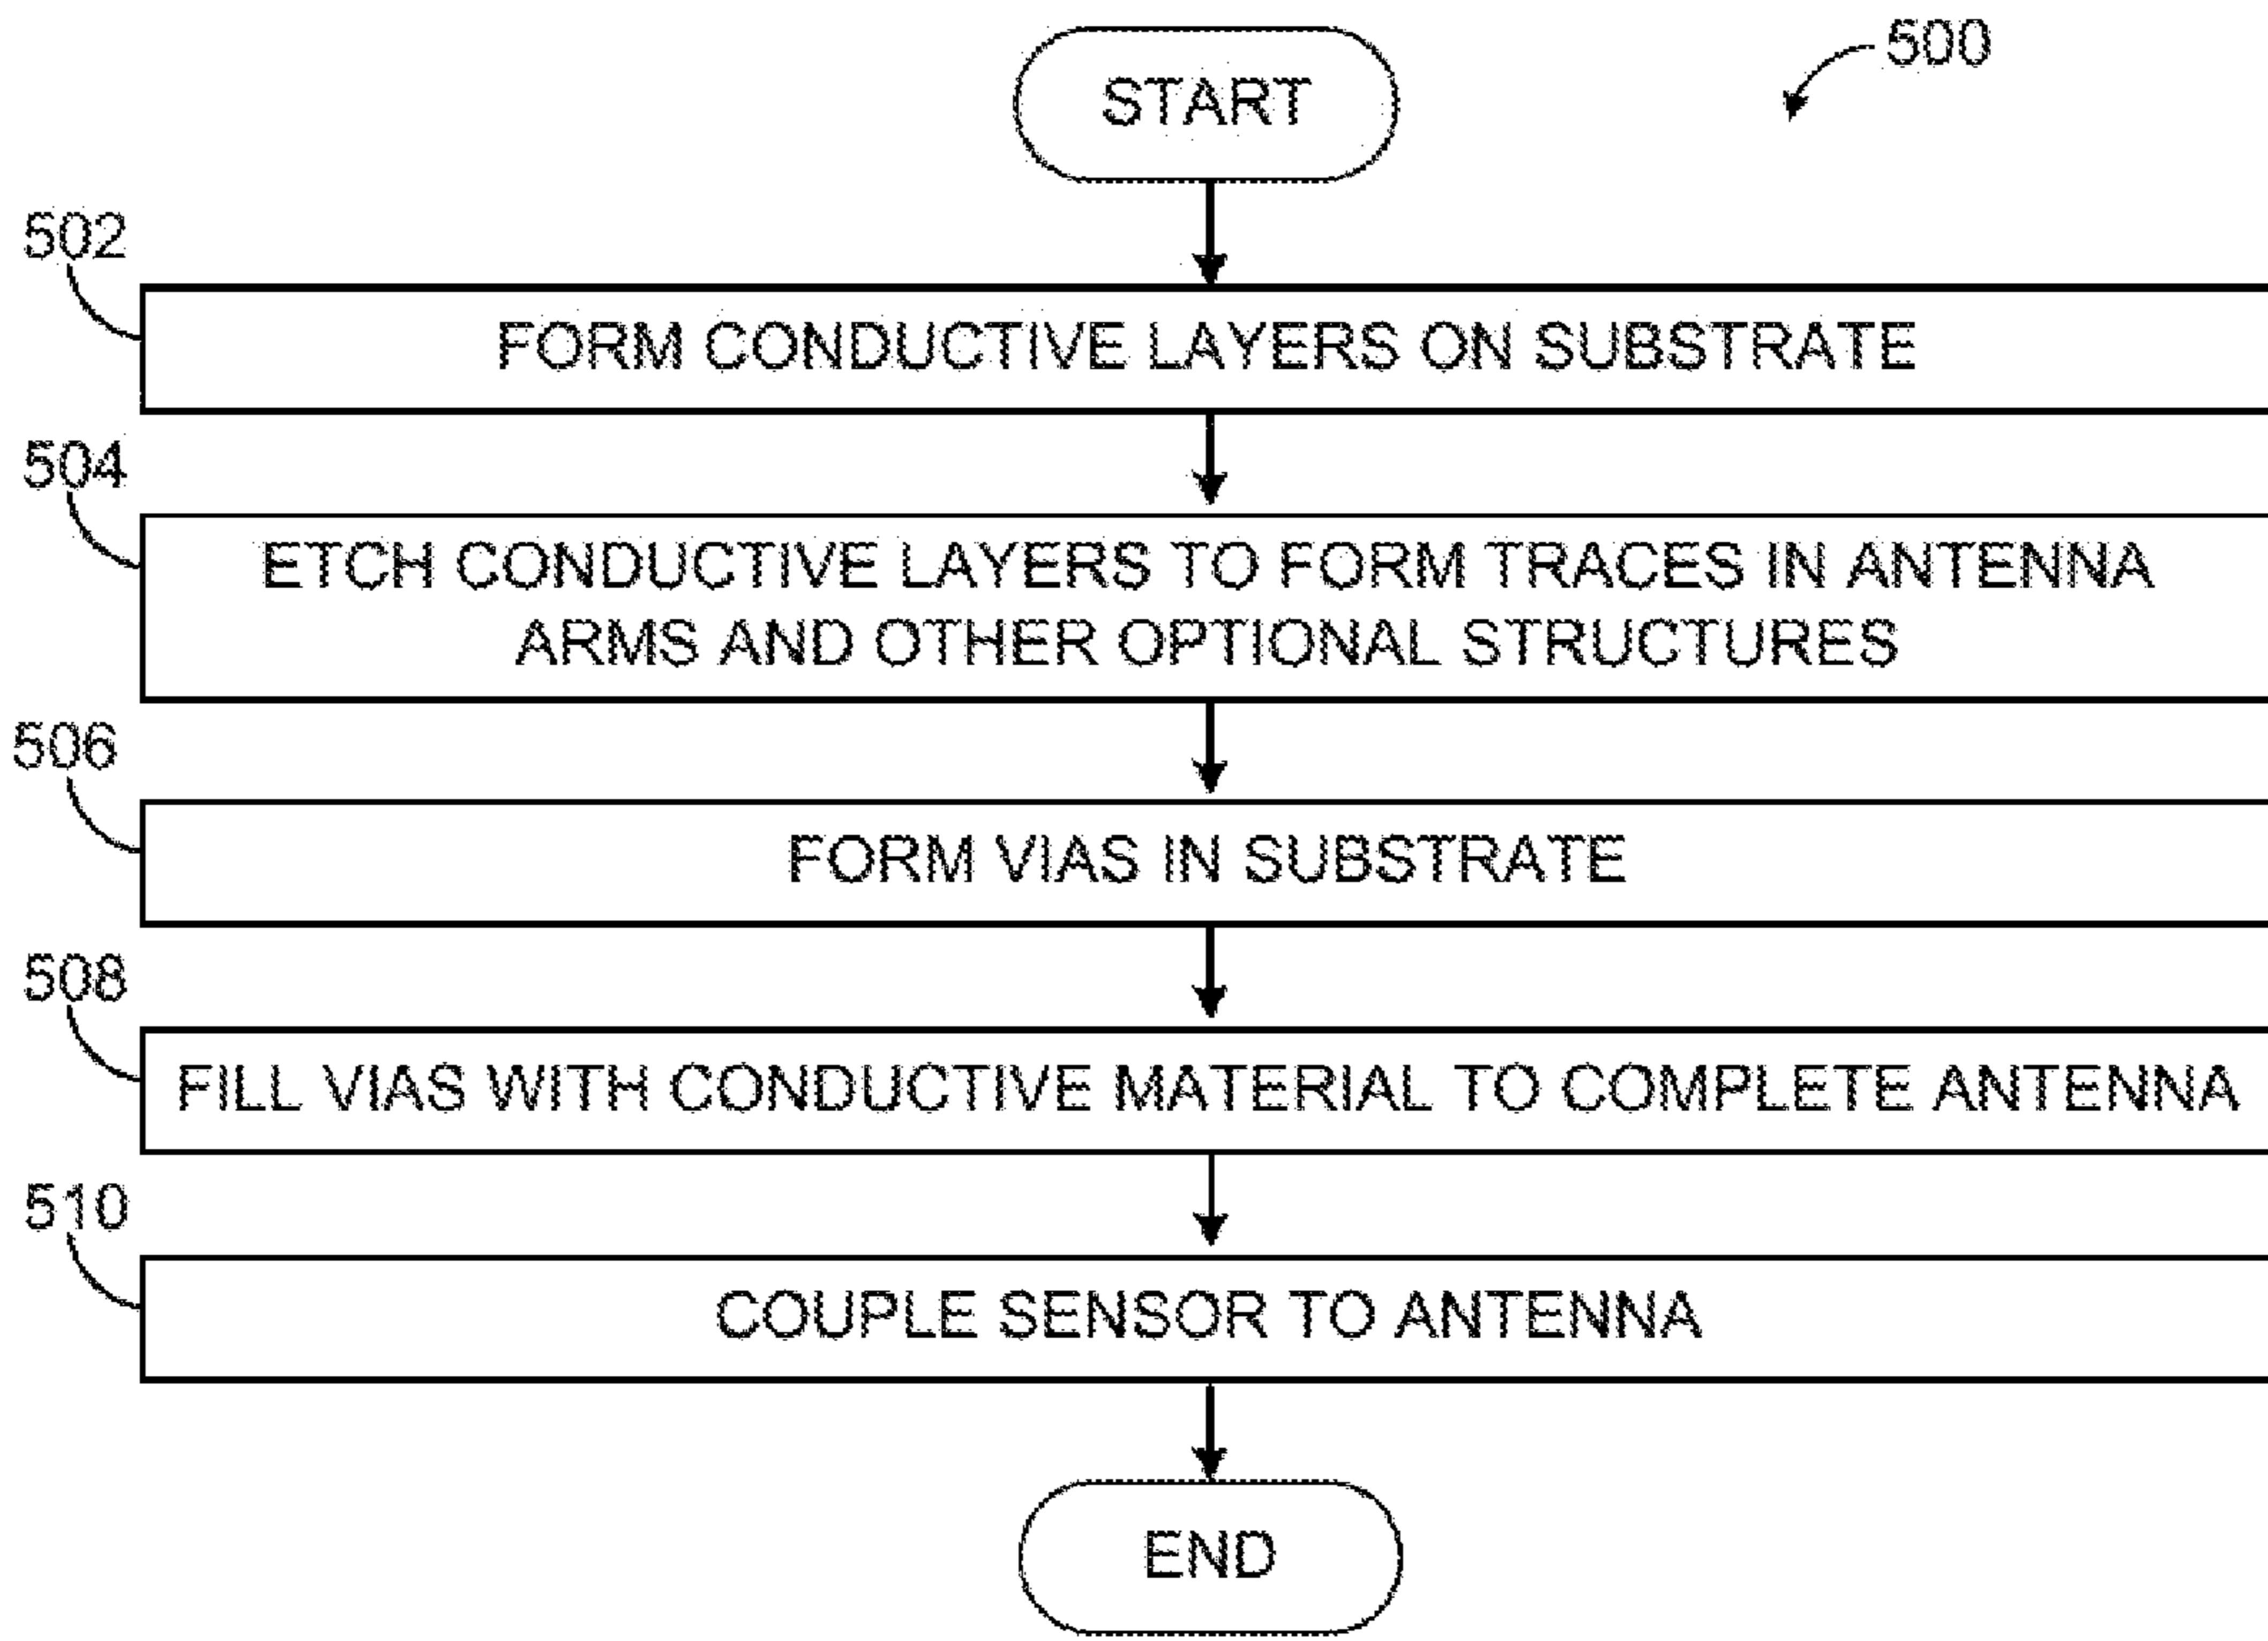 START
500
502
FORM CONDUCTIVE LAYERS ON SUBSTRATE
504
ETCH CONDUCTIVE LAYERS TO FORM TRACES IN ANTENNA
ARMS AND OTHER OPTIONAL STRUCTURES
506
FORM VIAS IN SUBSTRATE
508
FILL VIAS WITH CONDUCTIVE MATERIAL TO COMPLETE ANTENNA
510
COUPLE SENSOR TO ANTENNA
END